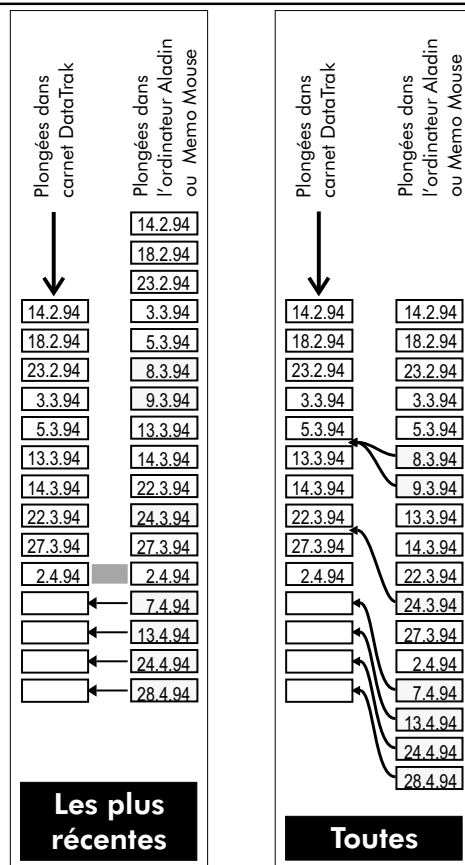 Plongées dans
carnet DataTrak
Plongées dans
l'ordinateur Aladin
ou Memo Mouse
14.2.94
18.2.94
23.2.94
14.2.94 3.3.94
18.2.94 5.3.94
23.2.94 8.3.94
3.3.94 9.3.94
5.3.94 13.3.94
13.3.94 14.3.94
14.3.94 22.3.94
22.3.94 24.3.94
27.3.94 27.3.94
2.4.94 2.4.94
7.4.94
13.4.94
24.4.94
28.4.94
Les plus
récentes
Plongées dans
carnet DataTrak
Plongées dans
l'ordinateur Aladin
ou Memo Mouse
14.2.94 14.2.94
18.2.94 18.2.94
23.2.94 23.2.94
3.3.94 3.3.94
5.3.94 5.3.94
13.3.94 8.3.94
14.3.94 9.3.94
22.3.94 13.3.94
27.3.94 14.3.94
2.4.94 22.3.94
24.3.94
27.3.94
2.4.94
7.4.94
13.4.94
24.4.94
28.4.94
Toutes